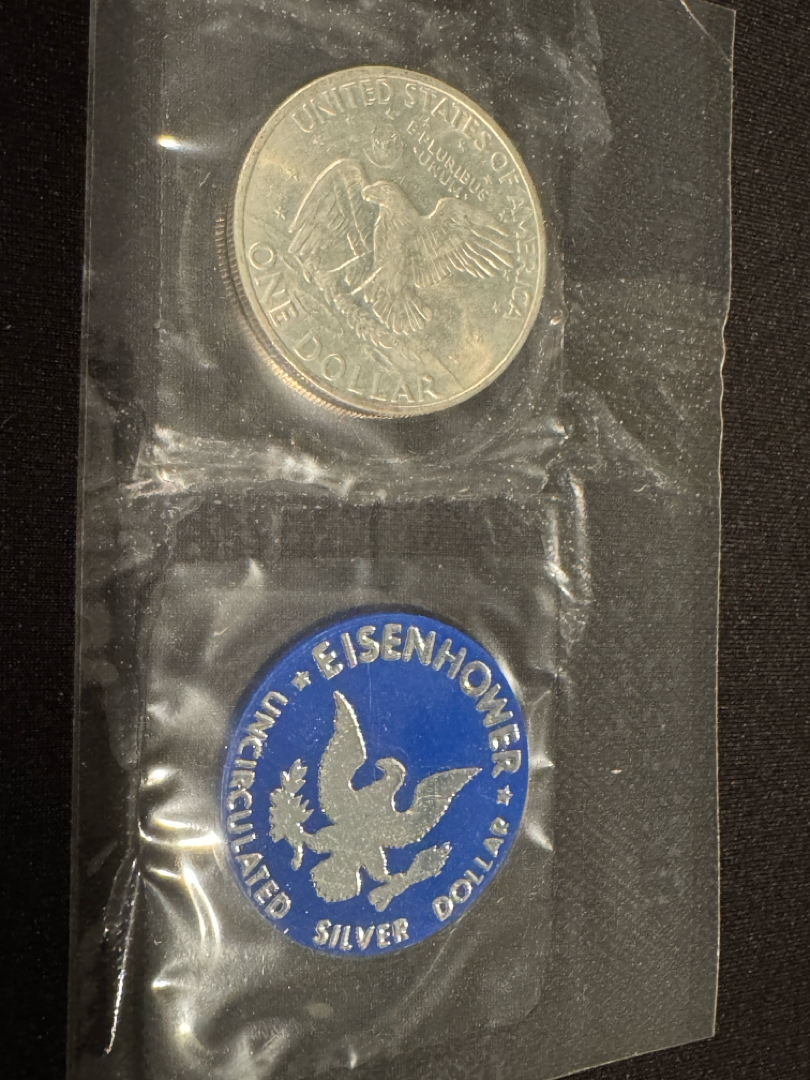 UNITED STATES OF AMERICA
E·PLURIBUS
UNUM
ONE DOLLAR
EISENHOWER
UNCIRCULATED SILVER DOLLAR